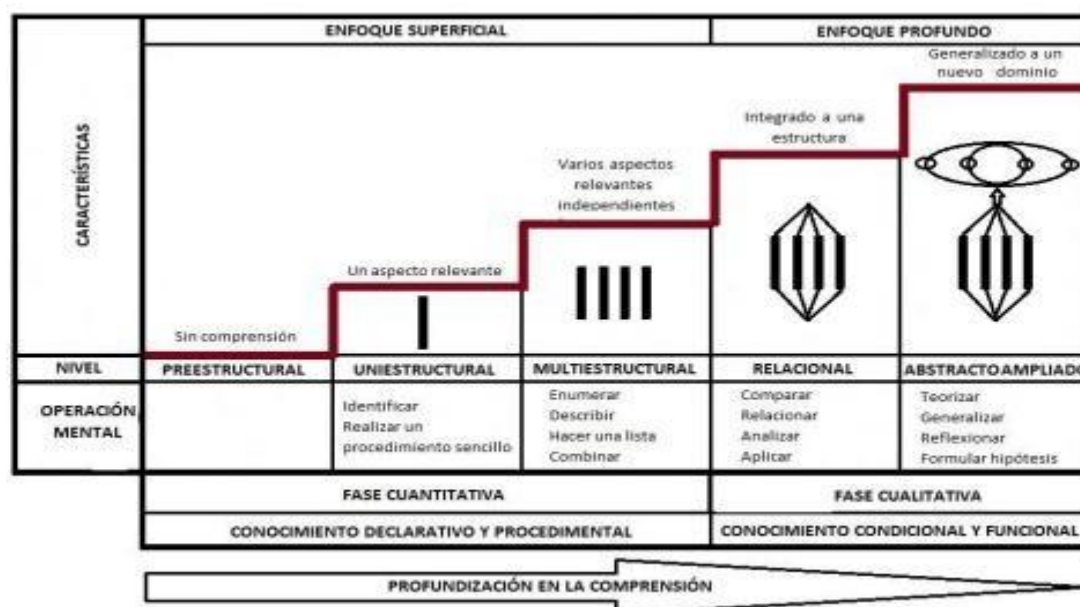 ENFOQUE SUPERFICIAL
ENFOQUE PROFUNDO
CARACTERÍSTICAS
Sin comprensión
Un aspecto relevante
Varios aspectos
relevantes
independientes
Integrado a una
estructura
Generalizado a un
nuevo dominio
NIVEL
PREESTRUCTURAL
UNIESTRUCTURAL
MULTIESTRUCTURAL
RELACIONAL
ABSTRACTO AMPLIADO
OPERACIÓN
MENTAL
Identificar
Realizar un
procedimiento sencillo
Enumerar
Describir
Hacer una lista
Combinar
Comparar
Relacionar
Analizar
Aplicar
Teorizar
Generalizar
Reflexionar
Formular hipótesis
FASE CUANTITATIVA
FASE CUALITATIVA
CONOCIMIENTO DECLARATIVO Y PROCEDIMENTAL
CONOCIMIENTO CONDICIONAL Y FUNCIONAL
PROFUNDIZACIÓN EN LA COMPRENSIÓN